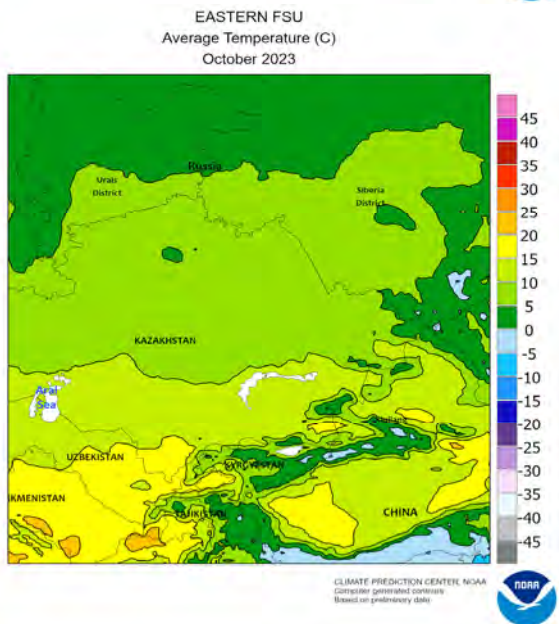 EASTERN FSU
Average Temperature (C)
October 2023
Russia
Urals
District
Siberia
District
KAZAKHSTAN
Aral
Sea
UZBEKISTAN
KYRGYZSTAN
KMENISTAN
TAJIKISTAN
CHINA
45
40
35
30
25
20
15
10
5
0
-5
-10
-15
-20
-25
-30
-35
-40
-45
CLIMATE PREDICTION CENTER, NOAA
Computer generated contours
Based on preliminary data
NOAA